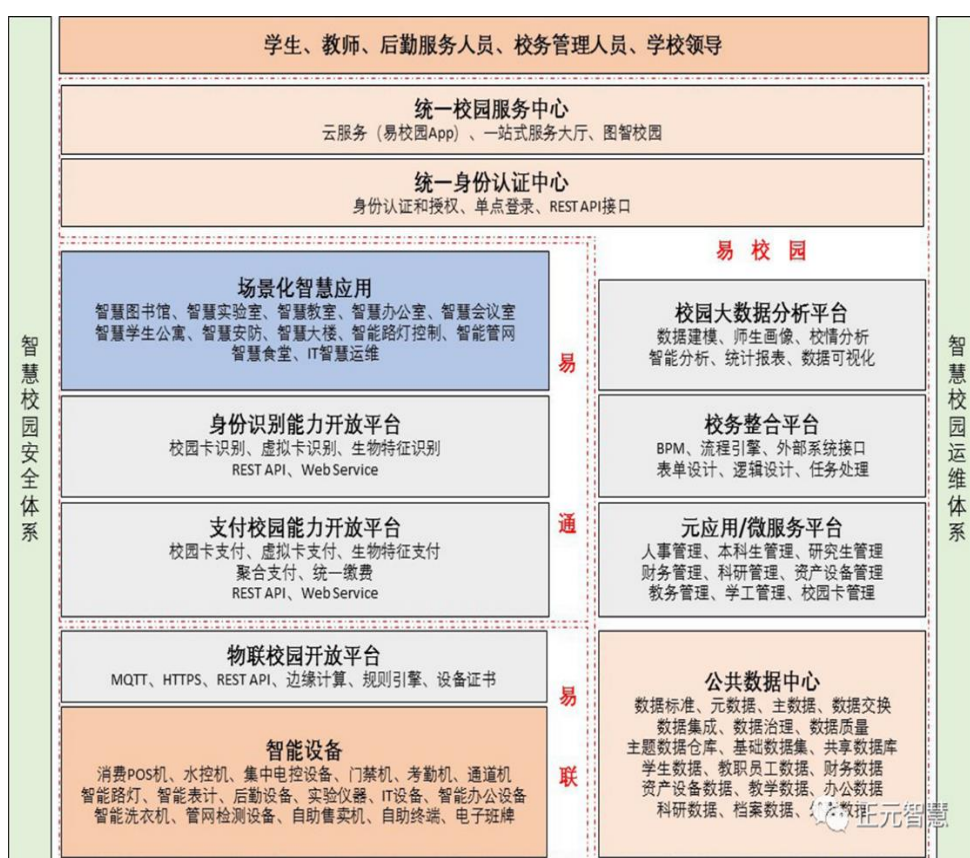 学生、教师、后勤服务人员、校务管理人员、学校领导
统一校园服务中心
云服务（易校园App）、一站式服务大厅、图智校园
统一身份认证中心
身份认证和授权、单点登录、REST API接口
易校园
场景化智慧应用
智慧图书馆、智慧实验室、智慧教室、智慧办公室、智慧会议室
智慧学生公寓、智慧安防、智慧大楼、智能路灯控制、智能管网
智慧食堂、IT智慧运维
身份识别能力开放平台
校园卡识别、虚拟卡识别、生物特征识别
REST API、Web Service
支付校园能力开放平台
校园卡支付、虚拟卡支付、生物特征支付
聚合支付、统一缴费
REST API、Web Service
易通
校园大数据分析平台
数据建模、师生画像、校情分析
智能分析、统计报表、数据可视化
校务整合平台
BPM、流程引擎、外部系统接口
表单设计、逻辑设计、任务处理
元应用/微服务平台
人事管理、本科生管理、研究生管理
财务管理、科研管理、资产设备管理
教务管理、学工管理、校园卡管理
物联校园开放平台
MQTT、HTTPS、REST API、边缘计算、规则引擎、设备证书
智能设备
消费POS机、水控机、集中电控设备、门禁机、考勤机、通道机
智能路灯、智能表计、后勤设备、实验仪器、IT设备、智能办公设备
智能洗衣机、管网检测设备、自助售卖机、自助终端、电子班牌
易联
公共数据中心
数据标准、元数据、主数据、数据交换
数据集成、数据治理、数据质量
主题数据仓库、基础数据集、共享数据库
学生数据、教职员工数据、财务数据
资产设备数据、教学数据、办公数据
科研数据、档案数据、
正元智慧
智慧校园安全体系
智慧校园运维体系